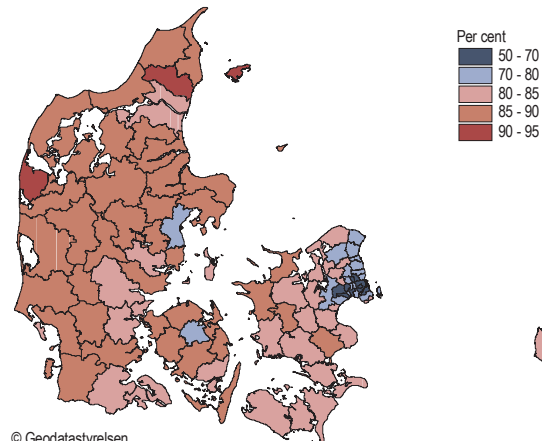 Per cent
50 - 70
70 - 80
80 - 85
85 - 90
90 - 95
© Geodatastyrelsen